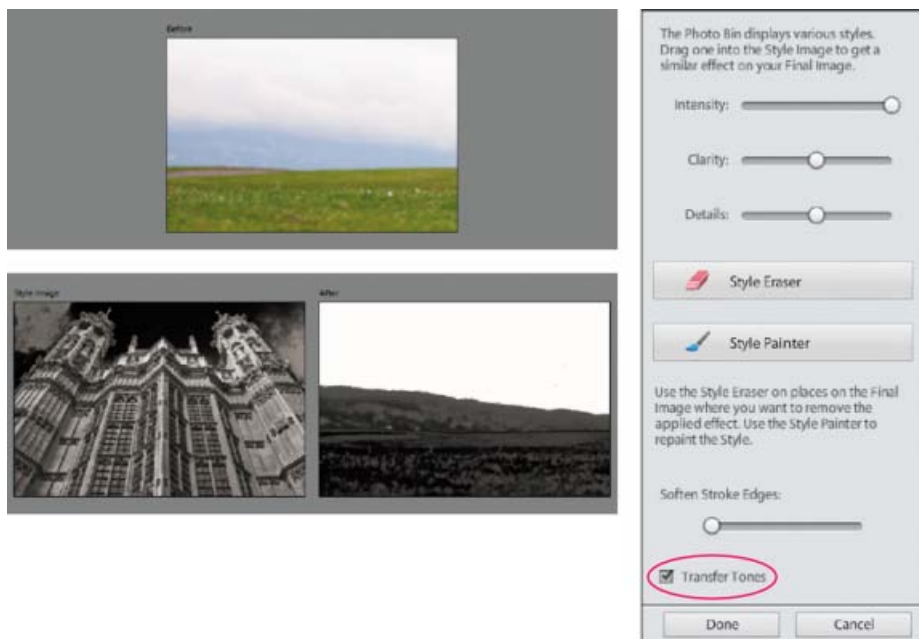 Before
Style Image
After
The Photo Bin displays various styles.
Drag one into the Style Image to get a
similar effect on your Final Image.
Intensity:
Clarity:
Details:
Style Eraser
Style Painter
Use the Style Eraser on places on the Final
Image where you want to remove the
applied effect. Use the Style Painter to
repaint the Style.
Soften Stroke Edges:
Transfer Tones
Done
Cancel